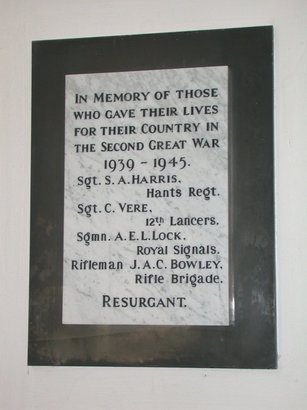 In Memory of those
who gave their lives
for their Country in
the Second Great War
1939 - 1945.
Sgt. S. A. Harris,
Hants Regt.
Sgt. C. Vere,
12th Lancers.
Sgmn. A. E. L. Lock,
Royal Signals.
Rifleman J. A. C. Bowley,
Rifle Brigade.
Resurgant.